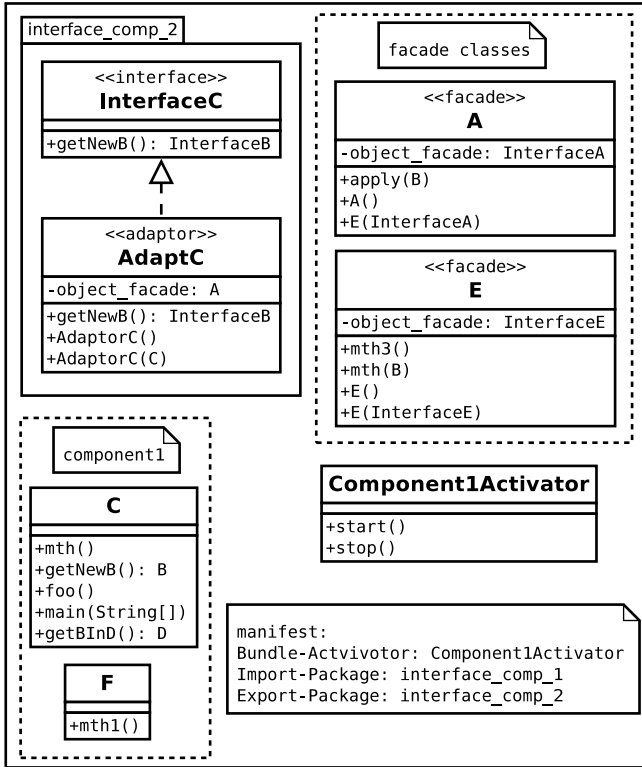 interface_comp_2
<<interface>>
InterfaceC
+getNewB(): InterfaceB
<<adaptor>>
AdaptC
-object_facade: A
+getNewB(): InterfaceB
+AdaptorC()
+AdaptorC(C)
facade classes
<<facade>>
A
-object_facade: InterfaceA
+apply(B)
+A()
+E(InterfaceA)
<<facade>>
E
-object_facade: InterfaceE
+mth3()
+mth(B)
+E()
+E(InterfaceE)
component1
C
+mth()
+getNewB(): B
+foo()
+main(String[])
+getBInD(): D
F
+mth1()
Component1Activator
+start()
+stop()
manifest:
Bundle-Actvivotor: Component1Activator
Import-Package: interface_comp_1
Export-Package: interface_comp_2